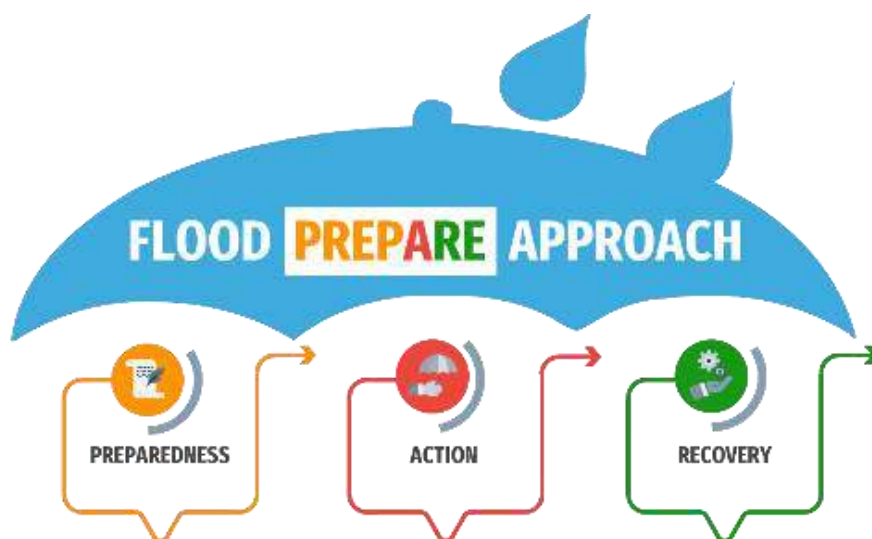 FLOOD PREPARE APPROACH
PREPAREDNESS
ACTION
RECOVERY